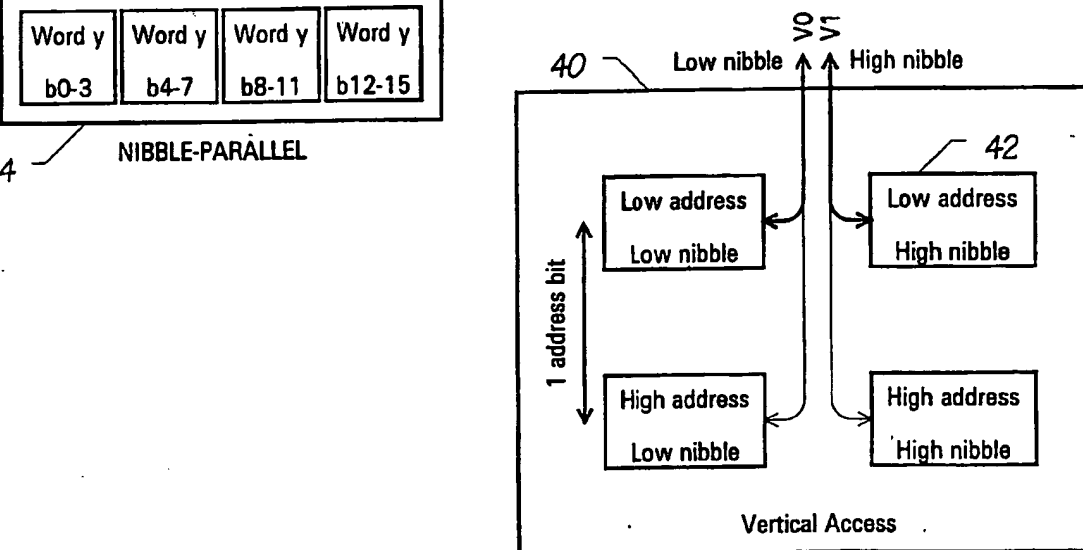 Word y Word y Word y Word y
b0-3 b4-7 b8-11 b12-15
4
NIBBLE-PARALLEL
V0
V1
40
Low nibble
High nibble
42
Low address
Low nibble
Low address
High nibble
1 address bit
High address
Low nibble
High address
High nibble
Vertical Access